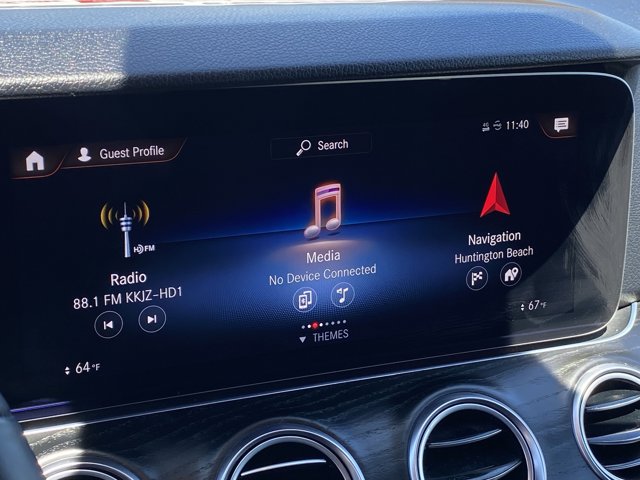 4G 11:40
Guest Profile
Search
HD FM
Radio
88.1 FM KKJZ-HD1
Media
No Device Connected
Navigation
Huntington Beach
THEMES
64°F
67°F